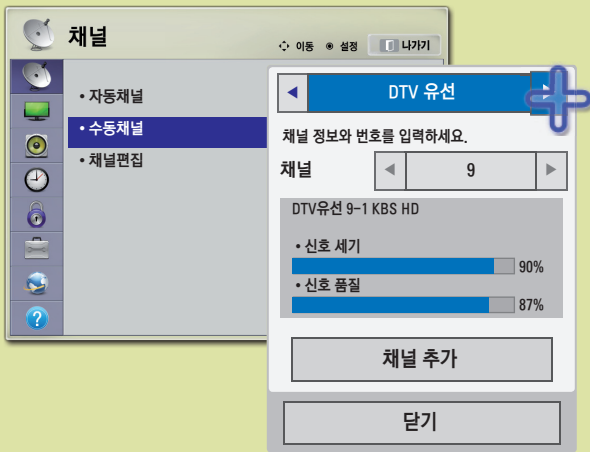 채널
이동 설정 나가기
• 자동채널
• 수동채널
• 채널편집
DTV 유선
채널 정보와 번호를 입력하세요.
채널 9
DTV유선 9-1 KBS HD
• 신호 세기
90%
• 신호 품질
87%
채널 추가
닫기
?